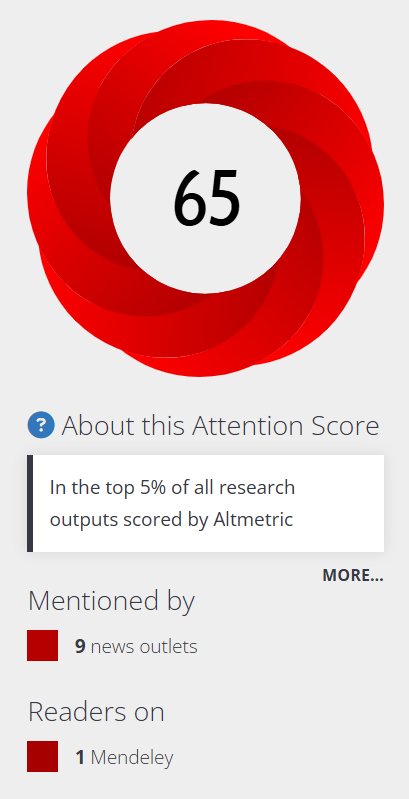 65
? About this Attention Score
In the top 5% of all research
outputs scored by Altmetric
MORE...
Mentioned by
9 news outlets
Readers on
1 Mendeley